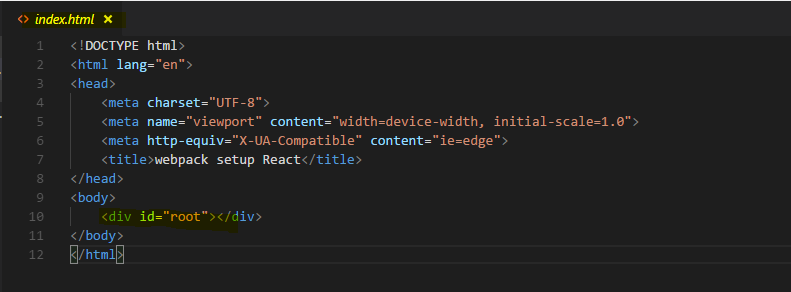 <> index.html ×
1 <!DOCTYPE html>
2 <html lang="en">
3 <head>
4     <meta charset="UTF-8">
5     <meta name="viewport" content="width=device-width, initial-scale=1.0">
6     <meta http-equiv="X-UA-Compatible" content="ie=edge">
7     <title>webpack setup React</title>
8 </head>
9 <body>
10     <div id="root"></div>
11 </body>
12 </html>